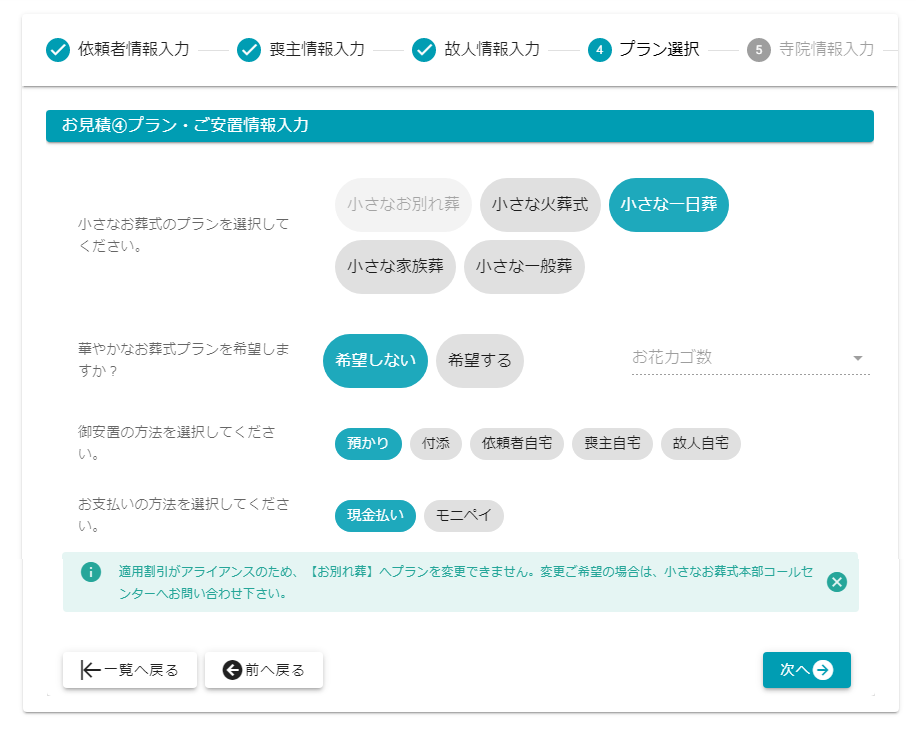 依頼者情報入力 喪主情報入力 故人情報入力 4 プラン選択 5 寺院情報入力
お見積④プラン・ご安置情報入力
小さなお葬式のプランを選択して
ください。
小さなお別れ葬 小さな火葬式 小さな一日葬
小さな家族葬 小さな一般葬
華やかなお葬式プランを希望しま
すか？
希望しない 希望する お花カゴ数
御安置の方法を選択してくださ
い。
預かり 付添 依頼者自宅 喪主自宅 故人自宅
お支払いの方法を選択してくださ
い。
現金払い モニペイ
適用割引がアライアンスのため、【お別れ葬】へプランを変更できません。変更ご希望の場合は、小さなお葬式本部コールセ
ンターへお問い合わせ下さい。
一覧へ戻る 前へ戻る 次へ